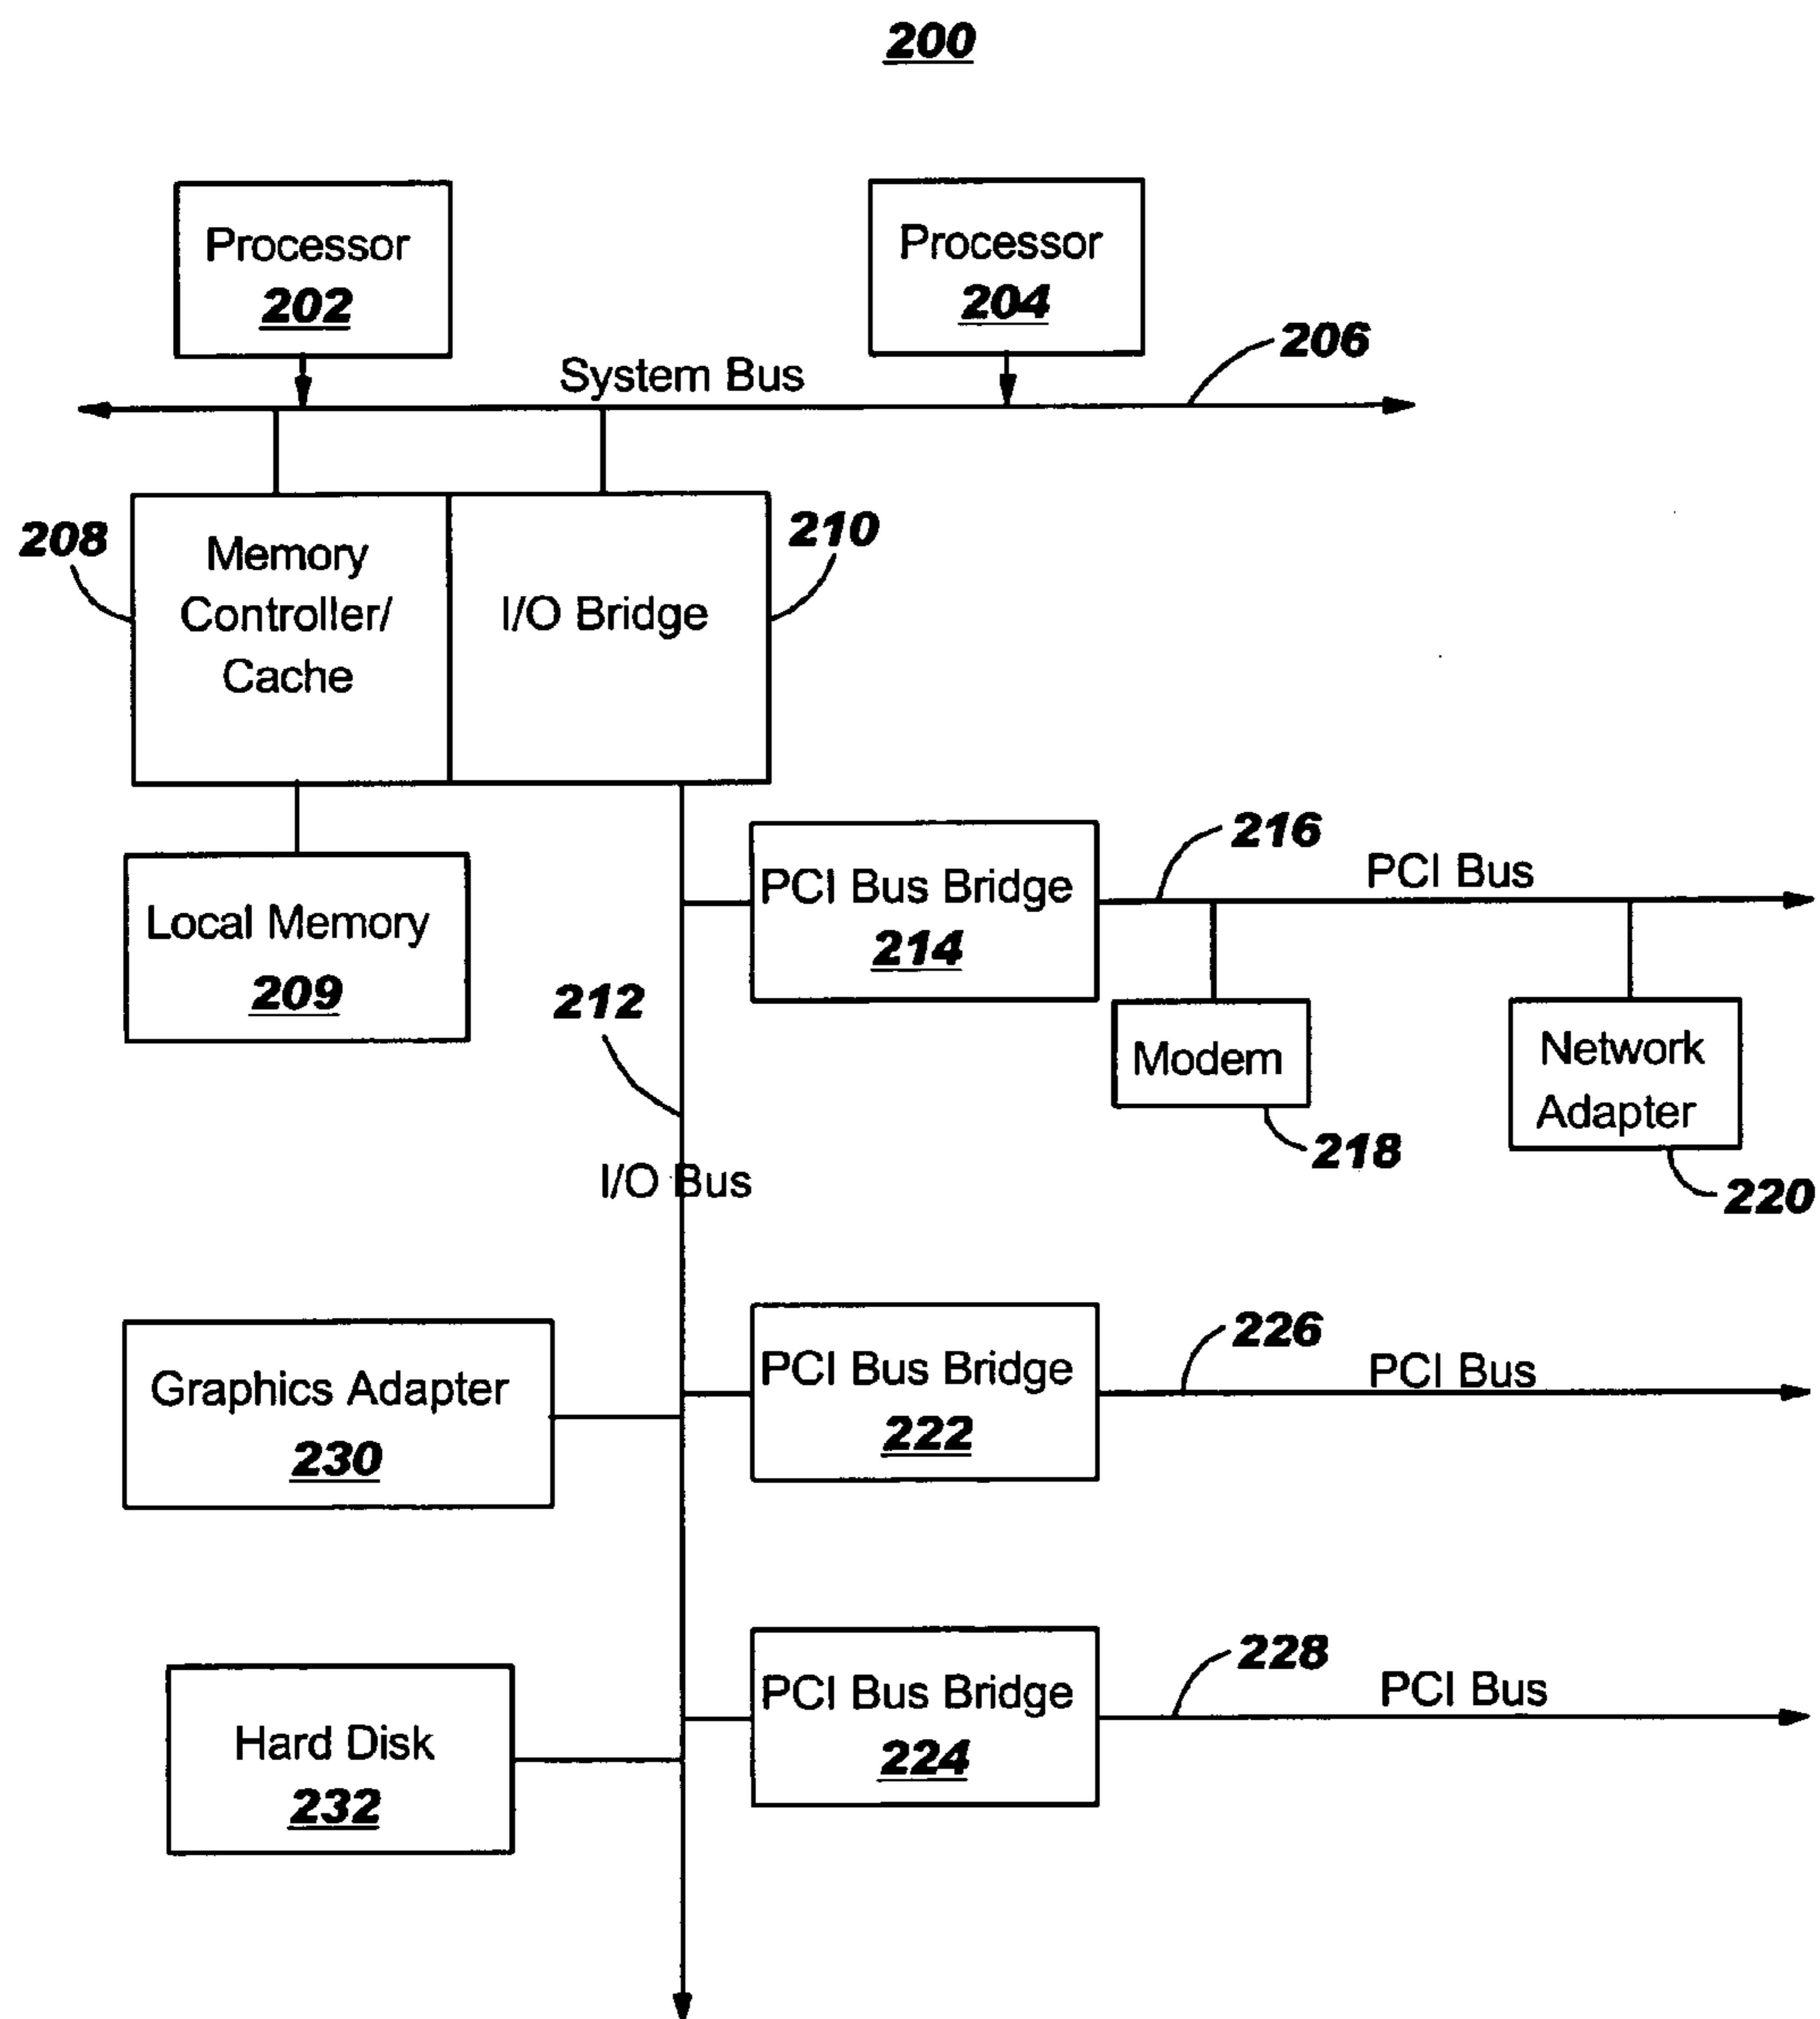 200
Processor
202
Processor
204
206
System Bus
208
Memory
Controller/
Cache
I/O Bridge
210
Local Memory
209
212
I/O Bus
PCI Bus Bridge
214
216
PCI Bus
Modem
218
Network
Adapter
220
Graphics Adapter
230
PCI Bus Bridge
222
226
PCI Bus
Hard Disk
232
PCI Bus Bridge
224
228
PCI Bus